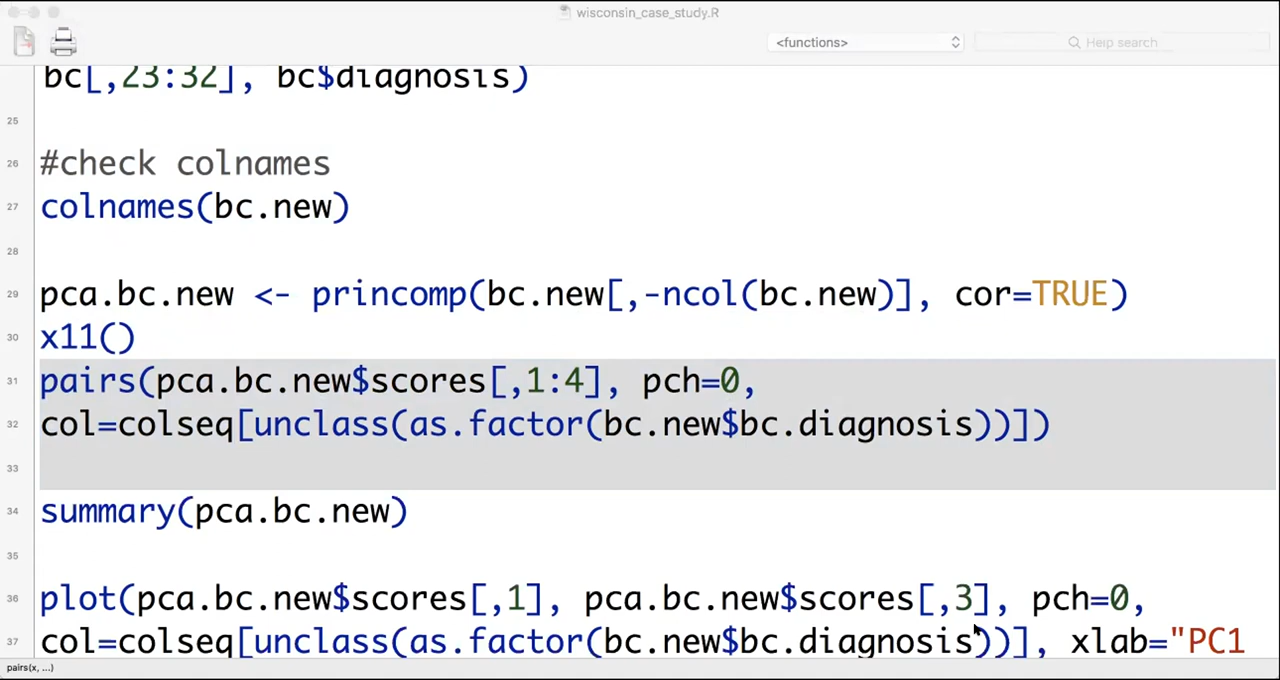 wisconsin_case_study.R
<functions>
Help search
bc[,23:32], bc$diagnosis)
25
26 #check colnames
27 colnames(bc.new)
28
29 pca.bc.new <- princomp(bc.new[,-ncol(bc.new)], cor=TRUE)
30 x11()
31 pairs(pca.bc.new$scores[,1:4], pch=0,
32 col=colseq[unclass(as.factor(bc.new$bc.diagnosis))])
33
34 summary(pca.bc.new)
35
36 plot(pca.bc.new$scores[,1], pca.bc.new$scores[,3], pch=0,
37 col=colseq[unclass(as.factor(bc.new$bc.diagnosis))], xlab="PC1
pairs(x, ...)